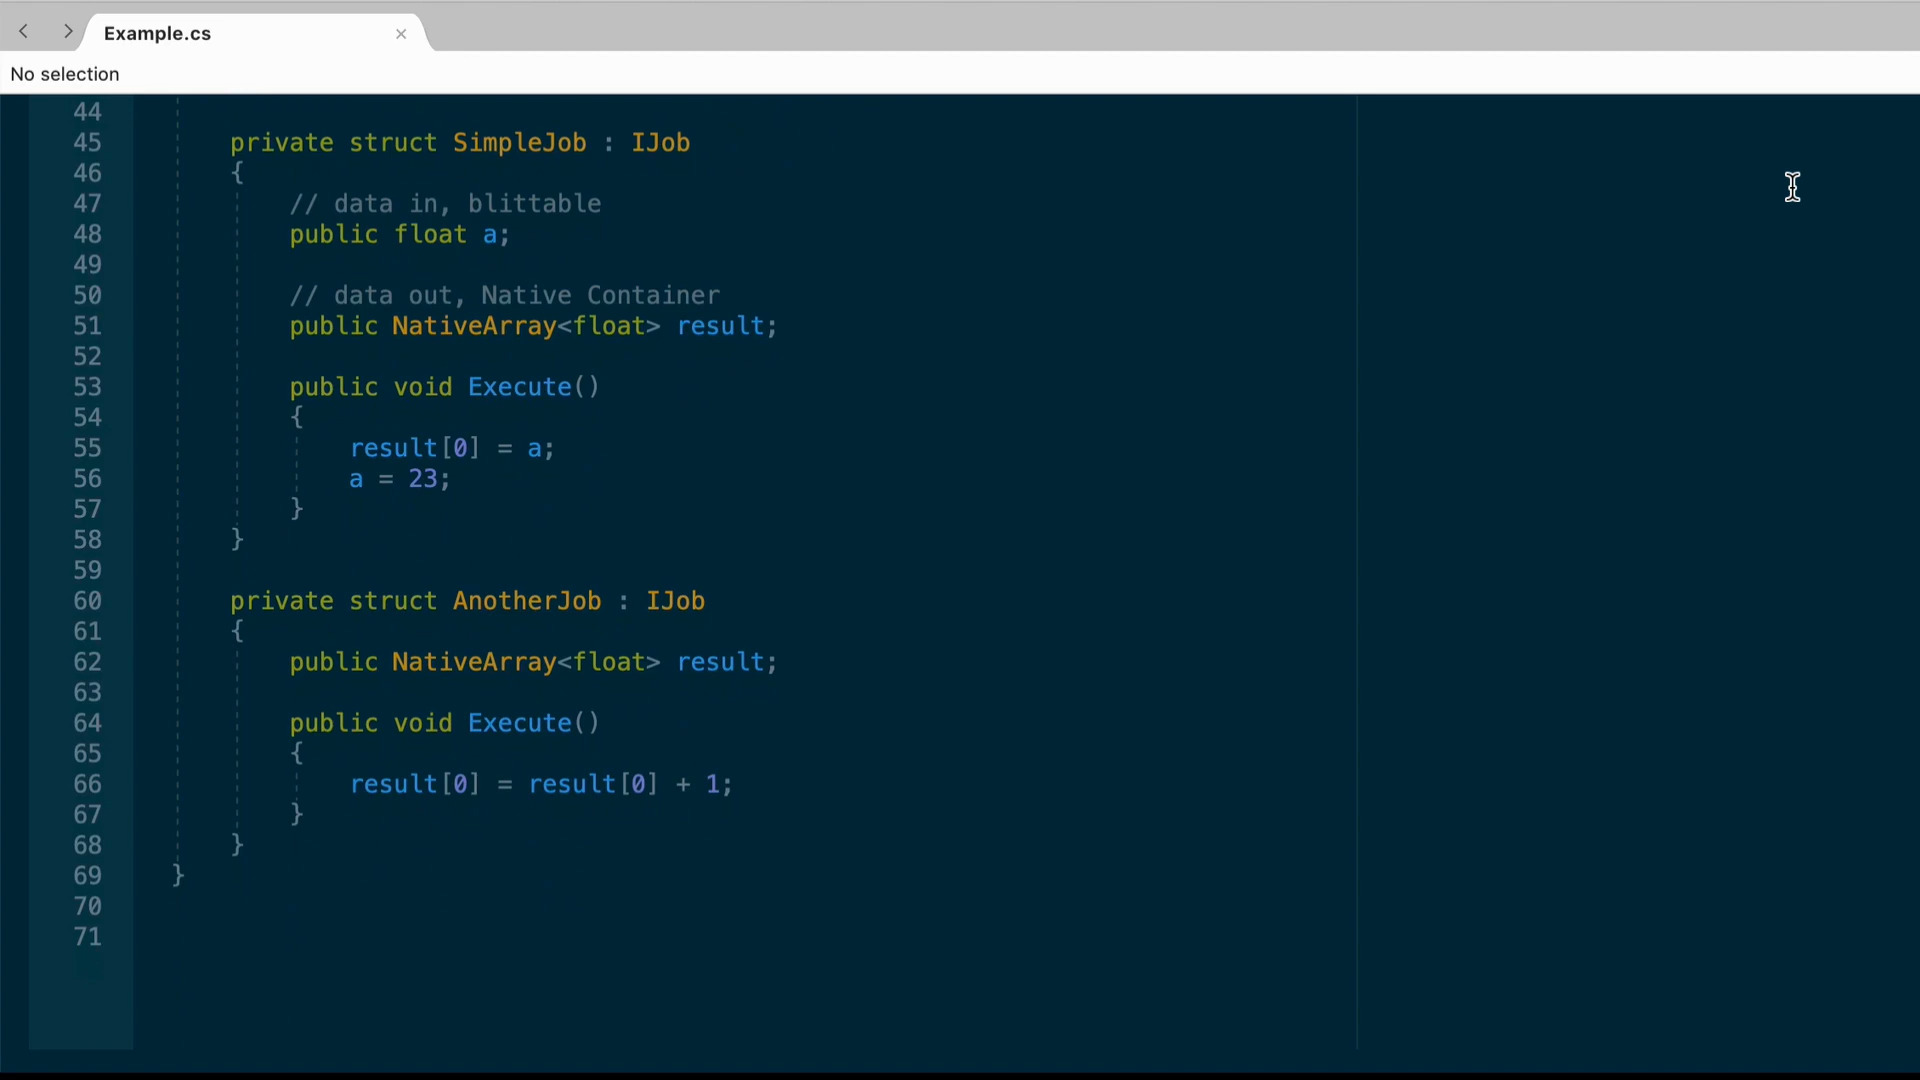 Example.cs
No selection
44
45 private struct SimpleJob : IJob
46 {
47 // data in, blittable
48 public float a;
49
50 // data out, Native Container
51 public NativeArray<float> result;
52
53 public void Execute()
54 {
55 result[0] = a;
56 a = 23;
57 }
58 }
59
60 private struct AnotherJob : IJob
61 {
62 public NativeArray<float> result;
63
64 public void Execute()
65 {
66 result[0] = result[0] + 1;
67 }
68 }
69 }
70
71